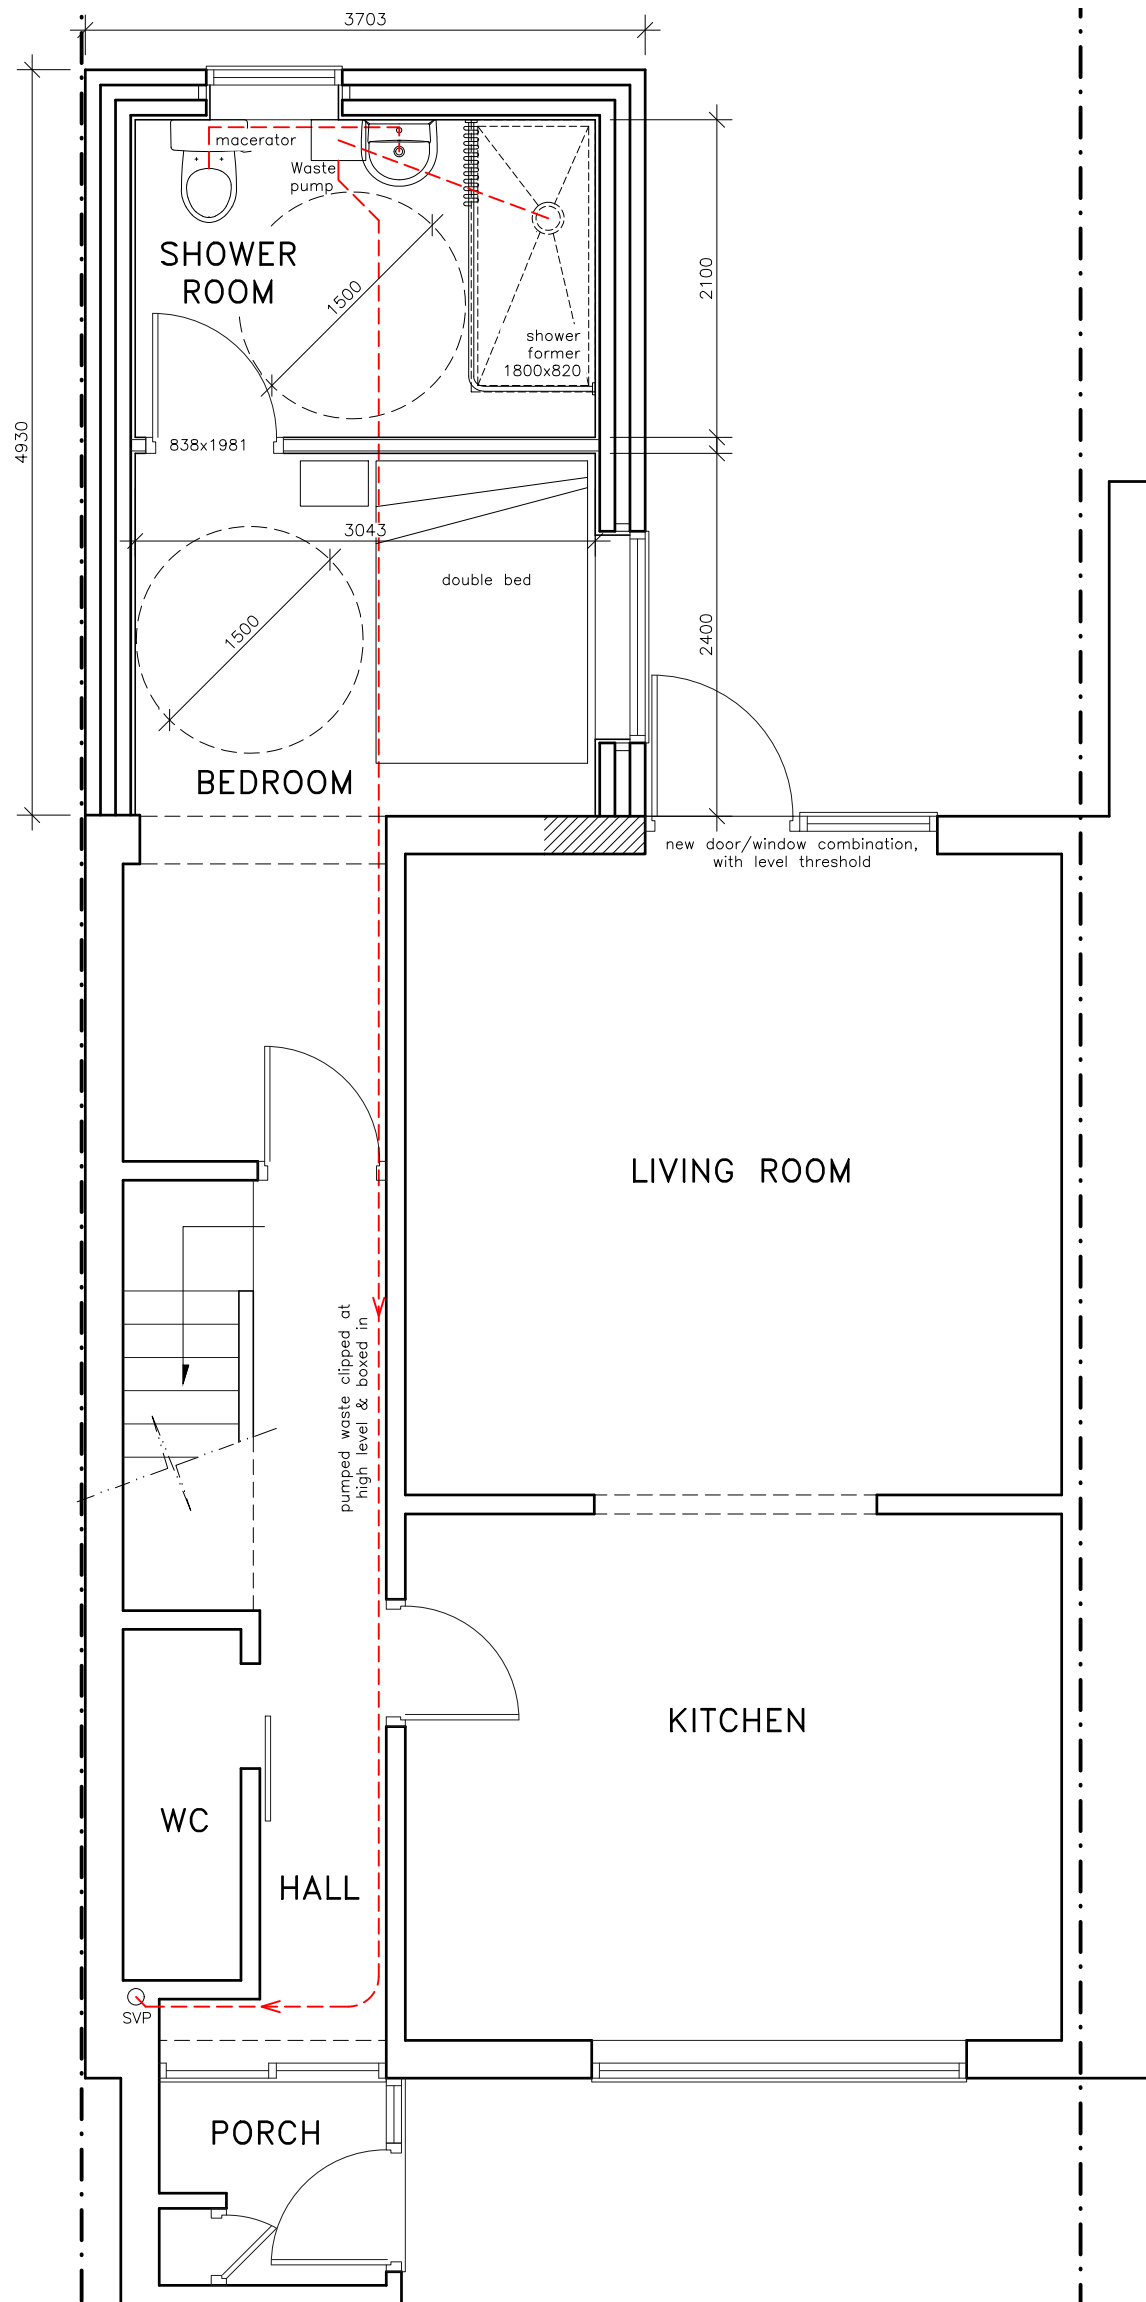 3703
macerator
Waste
pump
SHOWER
ROOM
1500
2100
shower
former
1800x820
4930
838x1981
3043
double bed
1500
2400
BEDROOM
new door/window combination,
with level threshold
LIVING ROOM
pumped waste clipped at
high level & boxed in
KITCHEN
WC
HALL
SVP
PORCH